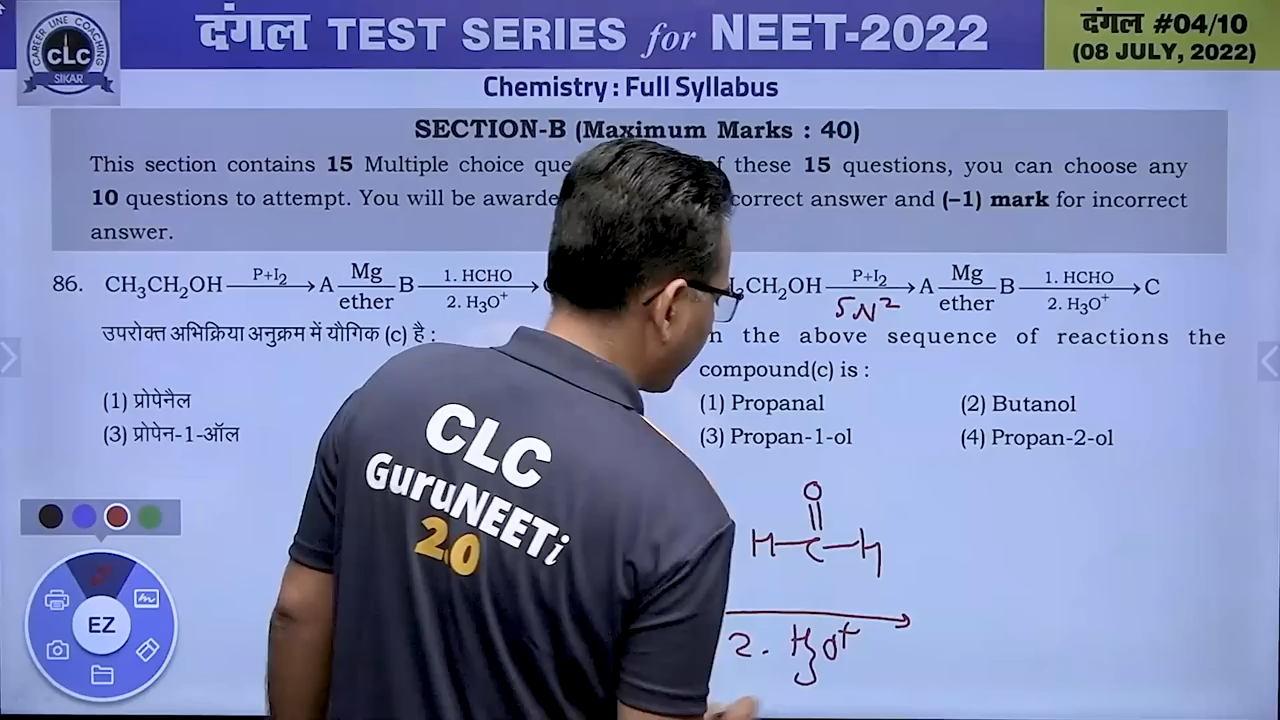 दंगल TEST SERIES for NEET-2022
दंगल #04/10
(08 JULY, 2022)
CAREER LINE COACHING
CLC
SIKAR
Chemistry : Full Syllabus
SECTION-B (Maximum Marks : 40)
This section contains 15 Multiple choice f these 15 questions, you can choose any
10 questions to attempt. You will be correct answer and (–1) mark for incorrect
answer.
86. CH₃CH₂OH P+I₂ A Mg ether B 1. HCHO 2. H₃O⁺
CH₂OH P+I₂ A Mg ether B 1. HCHO 2. H₃O⁺ C
SN²
उपरोक्त अभिक्रिया अनुक्रम में यौगिक (c) है :
n the above sequence of reactions the
compound(c) is :
(1) प्रोपेनैल
(3) प्रोपेन-1-ऑल
(1) Propanal (2) Butanol
(3) Propan-1-ol (4) Propan-2-ol
O
H–C–H
2. H₃O⁺
CLC
GuruNEETi
2.0
EZ